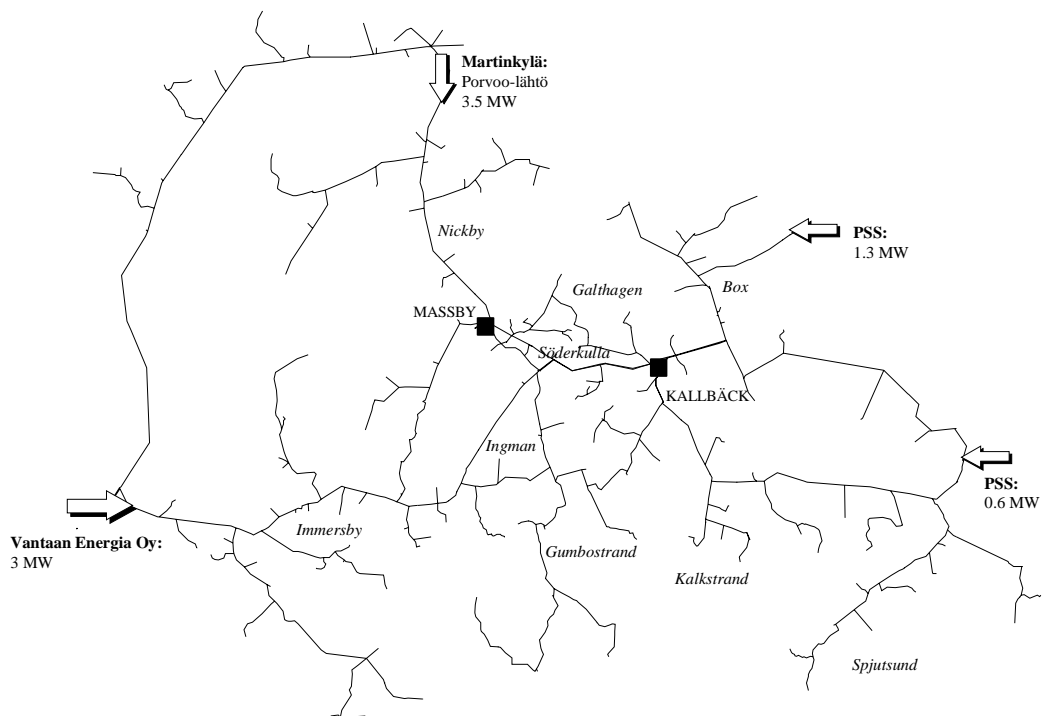 Martinkylä:
Porvoo-lähtö
3.5 MW
Nickby
PSS:
1.3 MW
Galthagen
Box
MASSBY
Söderkulla
KALLBÄCK
Ingman
PSS:
0.6 MW
Immersby
Vantaan Energia Oy:
3 MW
Gumbostrand
Kalkstrand
Spjutsund